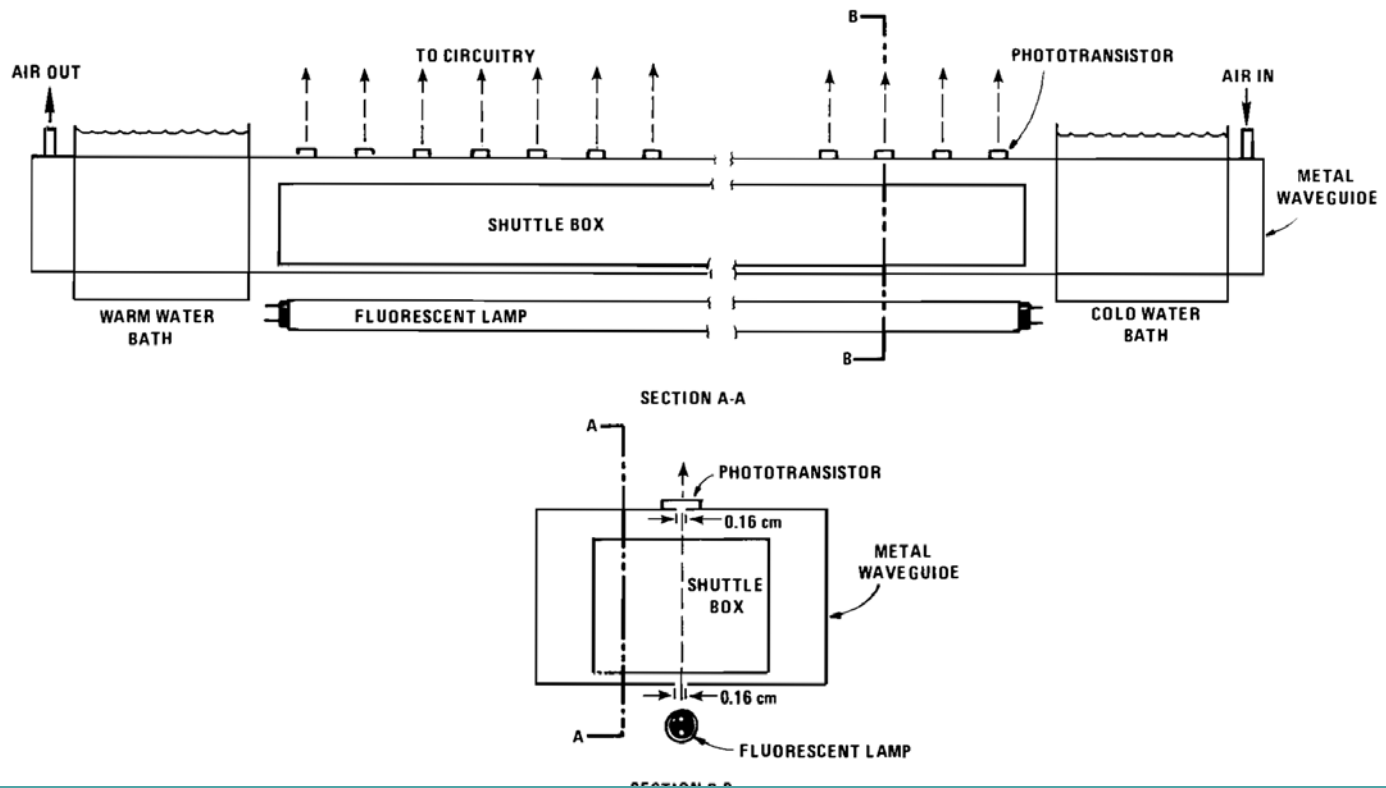 B
TO CIRCUITRY
PHOTOTRANSISTOR
AIR OUT
AIR IN
METAL
WAVEGUIDE
SHUTTLE BOX
WARM WATER
BATH
FLUORESCENT LAMP
COLD WATER
BATH
B
SECTION A-A
A
PHOTOTRANSISTOR
0.16 cm
METAL
WAVEGUIDE
SHUTTLE
BOX
0.16 cm
A
FLUORESCENT LAMP